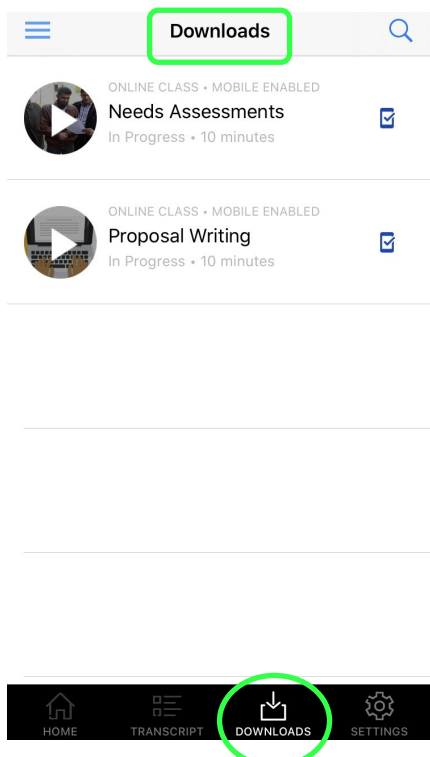 Downloads
ONLINE CLASS • MOBILE ENABLED
Needs Assessments
In Progress • 10 minutes
ONLINE CLASS • MOBILE ENABLED
Proposal Writing
In Progress • 10 minutes
HOME TRANSCRIPT DOWNLOADS SETTINGS